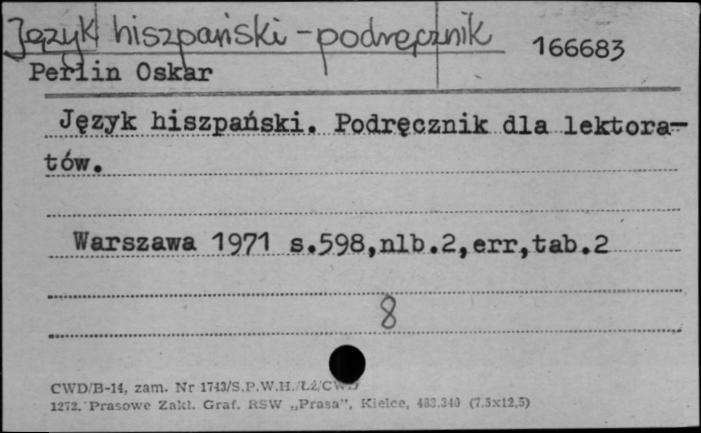 Język hiszpański - podręcznik
166683
Perlin Oskar
Język hiszpański. Podręcznik dla lektora-
tów.
Warszawa 1971 s.598,nlb.2,err,tab.2
8
CWD/B-14, zam. Nr 1743/S.P.W.H./ŁŻ/CWD
1272. Prasowe Zakł. Graf. RSW „Prasa”, Kielce, 483.340 (7.5x12.5)